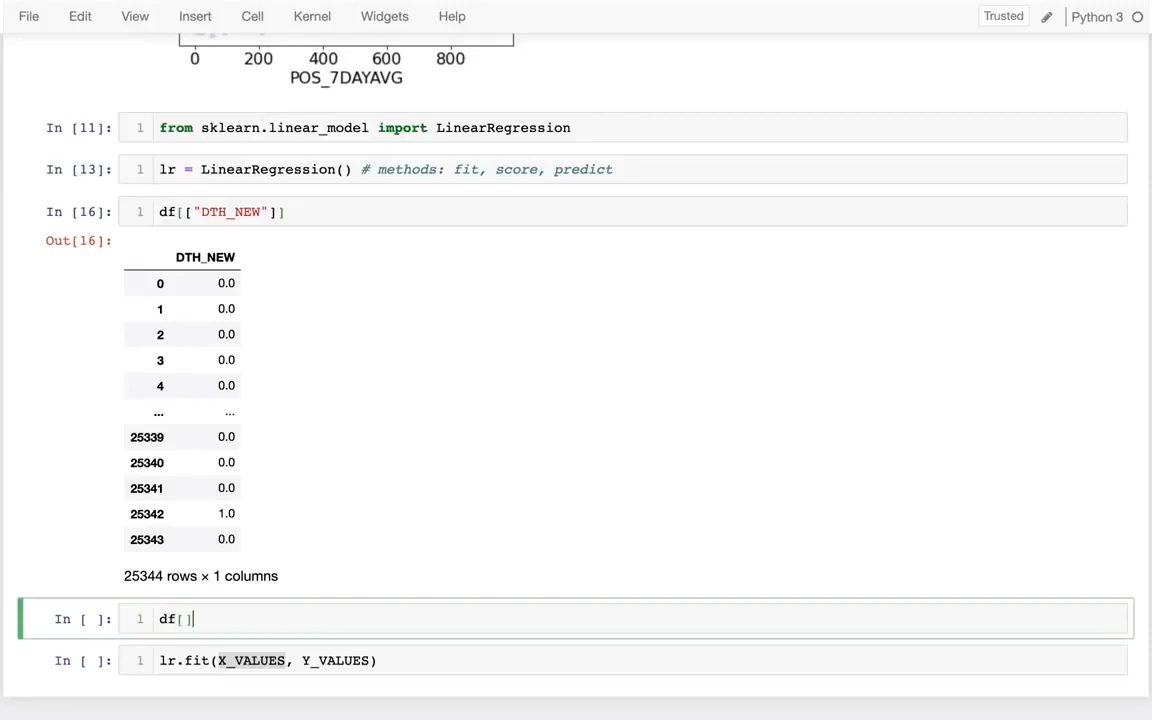 File Edit View Insert Cell Kernel Widgets Help Trusted Python 3
0 200 400 600 800
POS_7DAYAVG
In [11]: 1 from sklearn.linear_model import LinearRegression
In [13]: 1 lr = LinearRegression() # methods: fit, score, predict
In [16]: 1 df[["DTH_NEW"]]
Out[16]:
DTH_NEW
0 0.0
1 0.0
2 0.0
3 0.0
4 0.0
... ...
25339 0.0
25340 0.0
25341 0.0
25342 1.0
25343 0.0
25344 rows × 1 columns
In [ ]: 1 df[]
In [ ]: 1 lr.fit(X_VALUES, Y_VALUES)